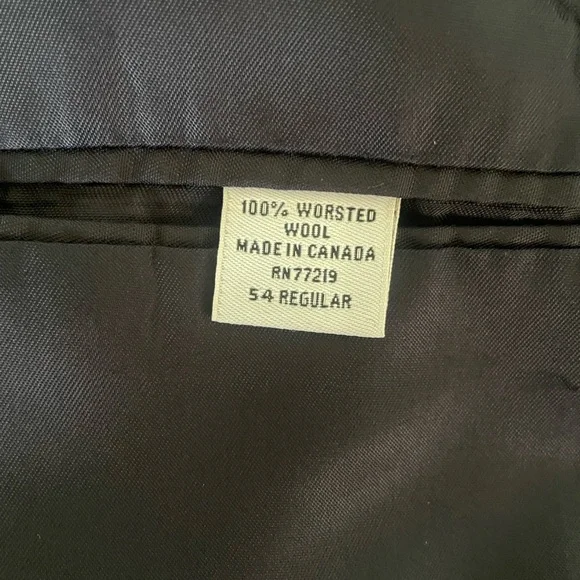 100% WORSTED
WOOL
MADE IN CANADA
RN77219
54 REGULAR